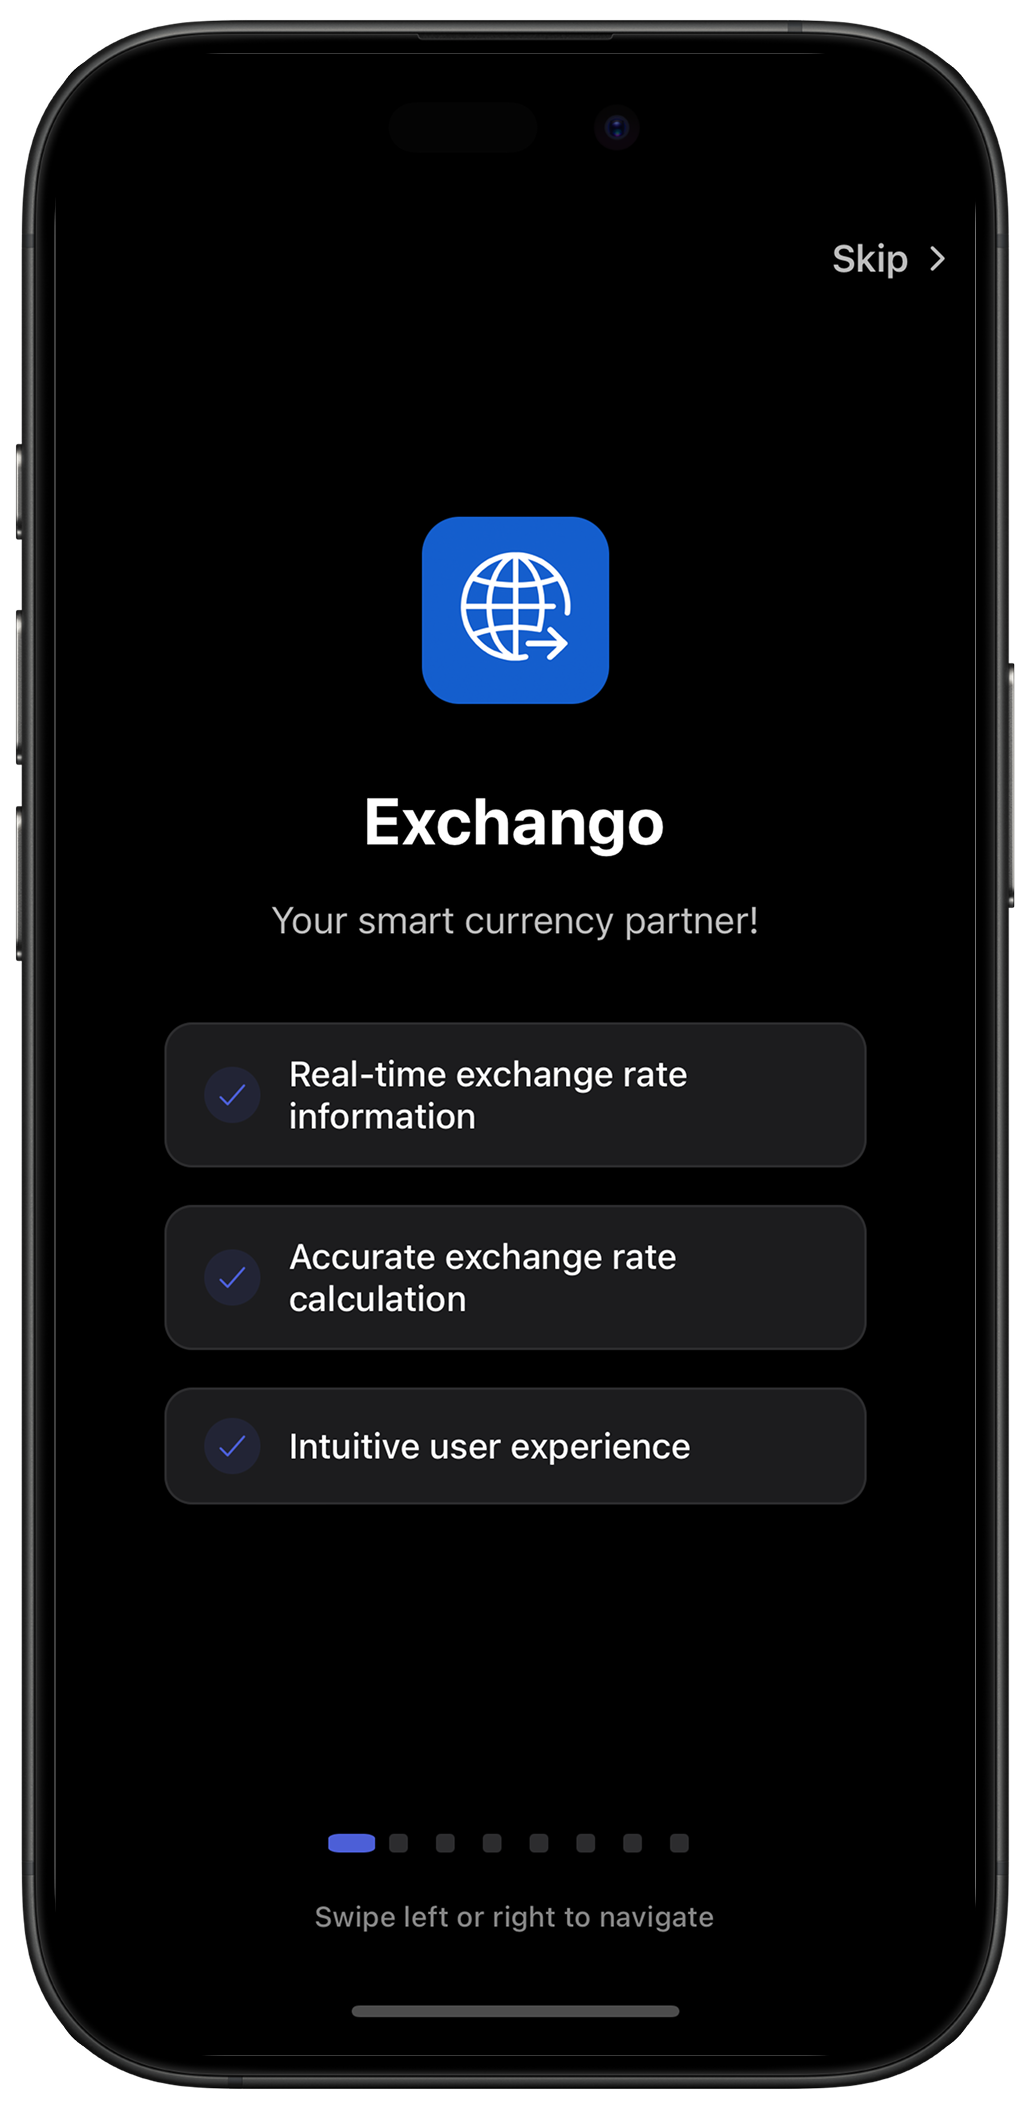 Skip
Exchango
Your smart currency partner!
Real-time exchange rate
information
Accurate exchange rate
calculation
Intuitive user experience
Swipe left or right to navigate